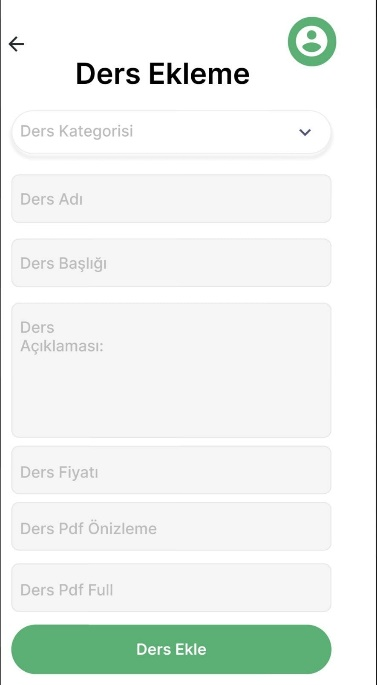 Ders Ekleme
Ders Kategorisi
Ders Adı
Ders Başlığı
Ders
Açıklaması:
Ders Fiyatı
Ders Pdf Önizleme
Ders Pdf Full
Ders Ekle